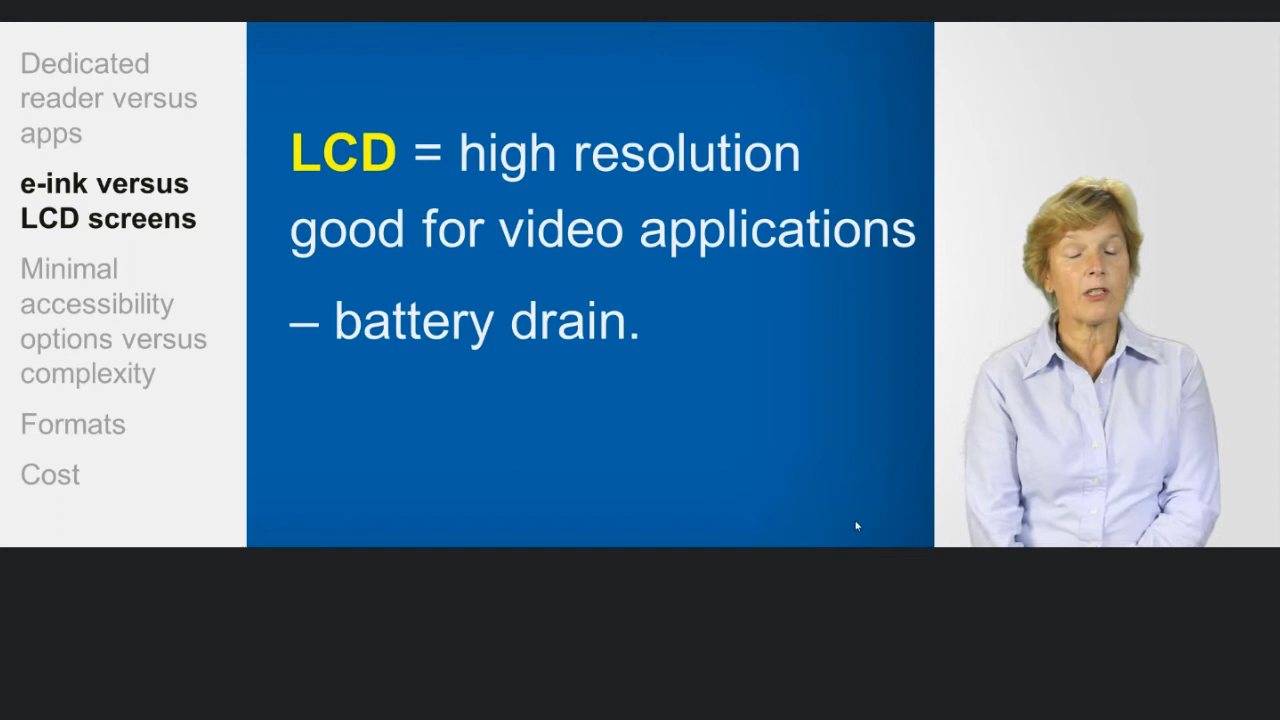 Dedicated
reader versus
apps
e-ink versus
LCD screens
Minimal
accessibility
options versus
complexity
Formats
Cost
LCD = high resolution
good for video applications
– battery drain.